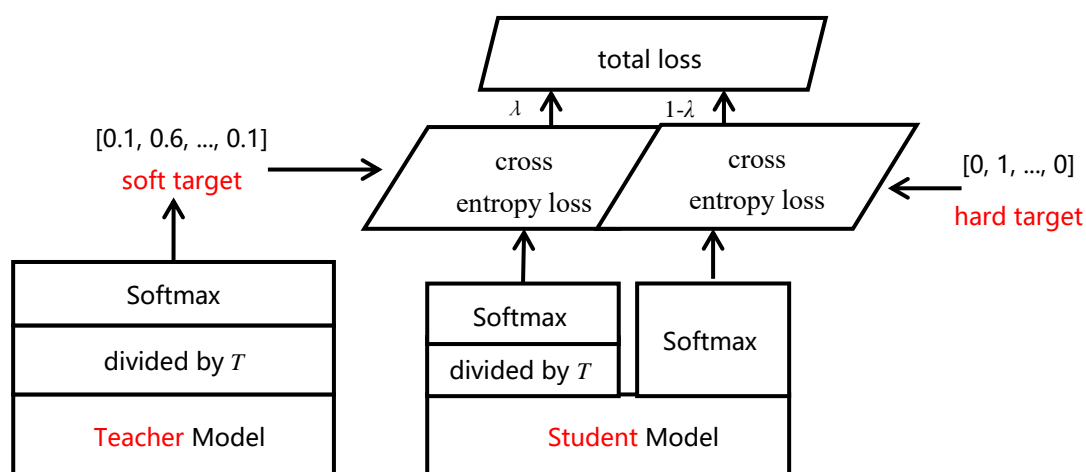 total loss
λ
1-λ
[0.1, 0.6, ..., 0.1]
soft target
cross
entropy loss
cross
entropy loss
[0, 1, ..., 0]
hard target
Softmax
divided by T
Teacher Model
Softmax
divided by T
Softmax
Student Model